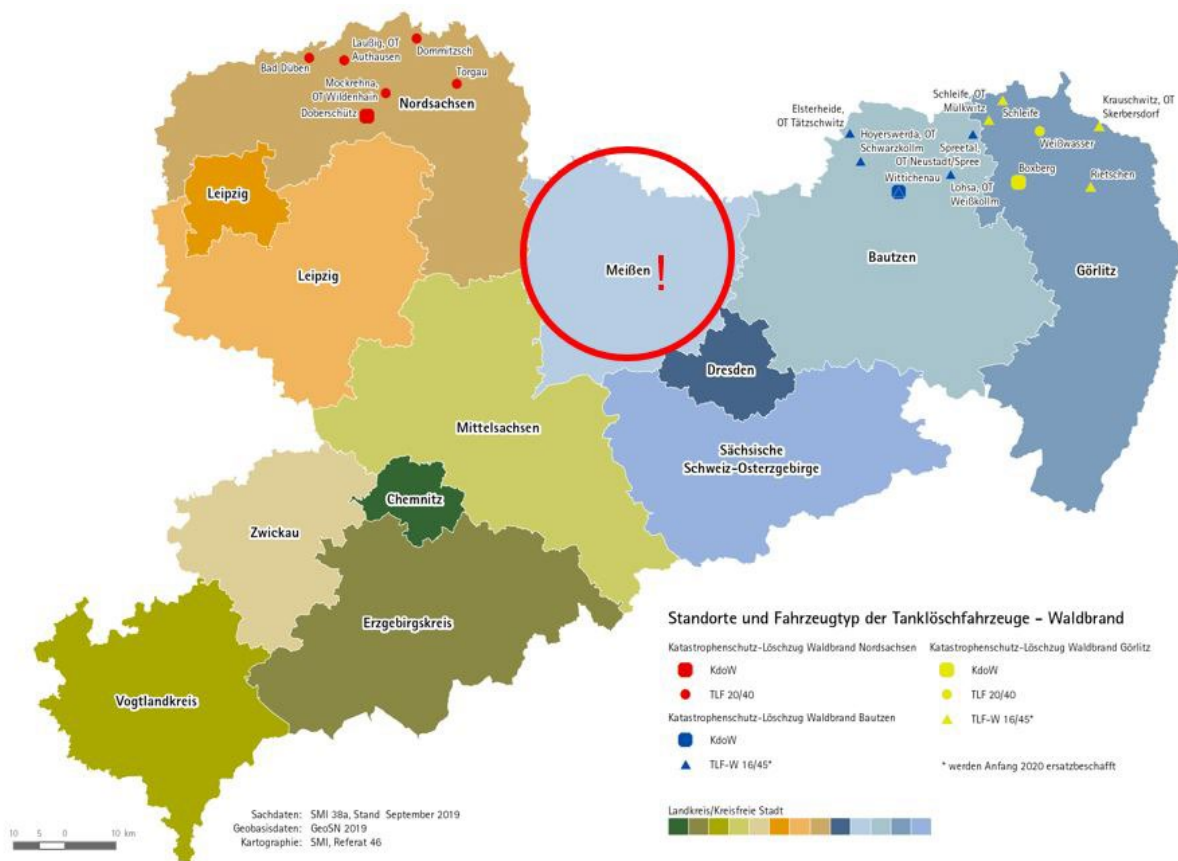 Laußig, OT
Authausen
Dommitzsch
Bad Düben
Torgau
Mockrehna,
OT Wildenhain
Nordsachsen
Doberschütz
Leipzig
Leipzig
Meißen !
Elsterheide,
OT Tätzschwitz
Hoyerswerda, OT
Schwarzkollm
Spreetal,
OT Neustadt/Spree
Wittichenau
Lohsa, OT
Weißkollm
Bautzen
Schleife, OT
Mulkwitz
Schleife
Krauschwitz, OT
Skerbersdorf
Weißwasser
Boxberg
Rietschen
Görlitz
Dresden
Mittelsachsen
Sächsische
Schweiz-Osterzgebirge
Chemnitz
Zwickau
Erzgebirgskreis
Vogtlandkreis
Standorte und Fahrzeugtyp der Tanklöschfahrzeuge - Waldbrand
Katastrophenschutz-Löschzug Waldbrand Nordsachsen
KdoW
TLF 20/40
Katastrophenschutz-Löschzug Waldbrand Bautzen
KdoW
TLF-W 16/45*
Katastrophenschutz-Löschzug Waldbrand Görlitz
KdoW
TLF 20/40
TLF-W 16/45*
* werden Anfang 2020 ersatzbeschafft
Landkreis/Kreisfreie Stadt
Sachdaten: SMI 38a, Stand September 2019
Geobasisdaten: GeoSN 2019
Kartographie: SMI, Referat 46
10 5 0 10 km